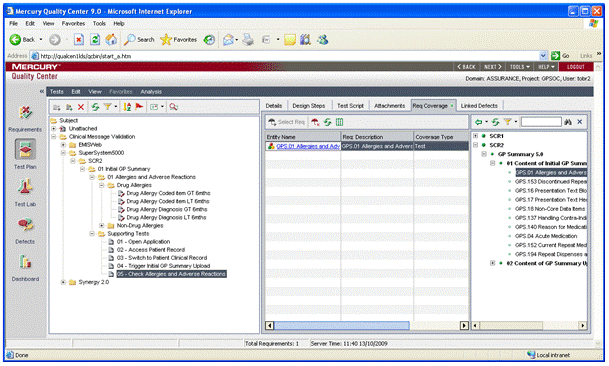 Mercury Quality Center 9.0 - Microsoft Internet Explorer
File Edit View Favorites Tools Help
Back Search Favorites
Address http://qualcen1lds/qcbin/start_a.htm Go Links
MERCURY < BACK NEXT > TOOLS HELP LOGOUT
Quality Center Domain: ASSURANCE, Project: GPSOC, User: tobr2
Tests Edit View Favorites Analysis
Details Design Steps Test Script Attachments Req Coverage Linked Defects
Requirements
Test Plan
Test Lab
Defects
Dashboard
Subject
Unattached
Clinical Message Validation
EMISWeb
SuperSystem5000
SCR2
01 Initial GP Summary
01 Allergies and Adverse Reactions
Drug Allergies
Drug Allergy Coded item GT 6mths
Drug Allergy Coded item LT 6mths
Drug Allergy Diagnosis GT 6mths
Drug Allergy Diagnosis LT 6mths
Non-Drug Allergies
Supporting Tests
01 - Open Application
02 - Access Patient Record
03 - Switch to Patient Clinical Record
04 - Trigger Initial GP Summary Upload
05 - Check Allergies and Adverse Reactions
Synergy 2.0
Select Req
Entity Name Req: Description Coverage Type
GPS.01 Allergies and Adv GPS.01 Allergies and Advers Test
SCR1
SCR2
GP Summary 5.0
01 Content of Initial GP Summ
GPS.01 Allergies and Advers
GPS.153 Discontinued Repea
GPS.16 Presentation Text Blo
GPS.17 Presentation Text He
GPS.18 Non-Core Data Items
GPS.137 Handling Contra-Indi
GPS.140 Reason for Medicati
GPS.04 Acute Medication
GPS.152 Current Repeat Med
GPS.194 Repeat Dispenses a
02 Content of GP Summary U
Total Requirements: 1 Server Time: 11:40 13/10/2009
Done Local intranet